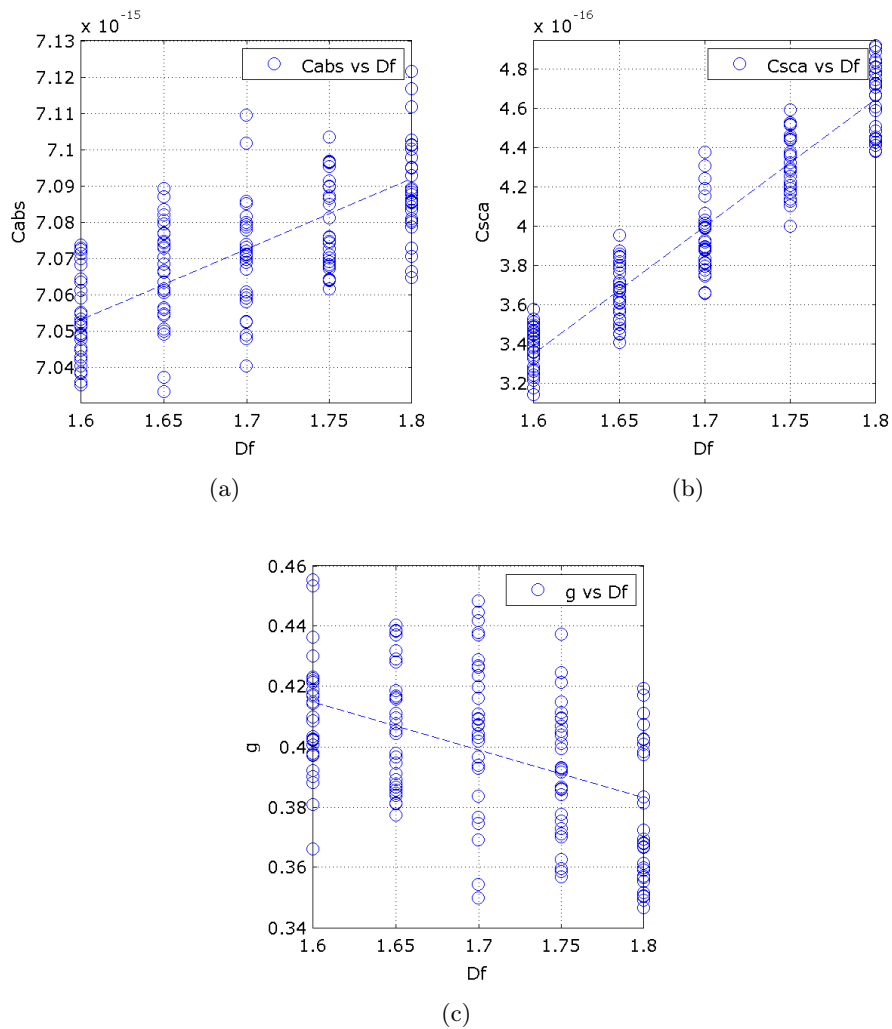 x 10⁻¹⁵
7.13
7.12
7.11
7.1
7.09
7.08
7.07
7.06
7.05
7.04
Cabs
Cabs vs Df
1.6 1.65 1.7 1.75 1.8
Df
(a)
x 10⁻¹⁶
4.8
4.6
4.4
4.2
4
3.8
3.6
3.4
3.2
Csca
Csca vs Df
1.6 1.65 1.7 1.75 1.8
Df
(b)
0.46
0.44
0.42
0.4
0.38
0.36
0.34
g
g vs Df
1.6 1.65 1.7 1.75 1.8
Df
(c)